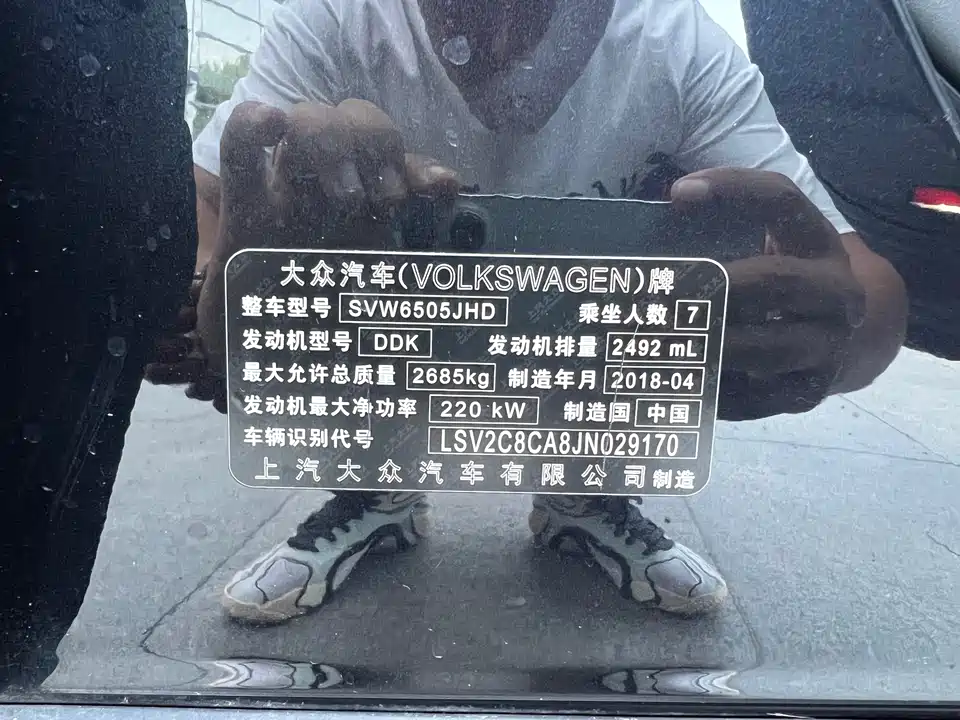 大众汽车(VOLKSWAGEN)牌
整车型号 SVW6505JHD 乘坐人数 7
发动机型号 DDK 发动机排量 2492 mL
最大允许总质量 2685kg 制造年月 2018-04
发动机最大净功率 220 kW 制造国 中国
车辆识别代号 LSV2C8CA8JN029170
上汽大众汽车有限公司 制造